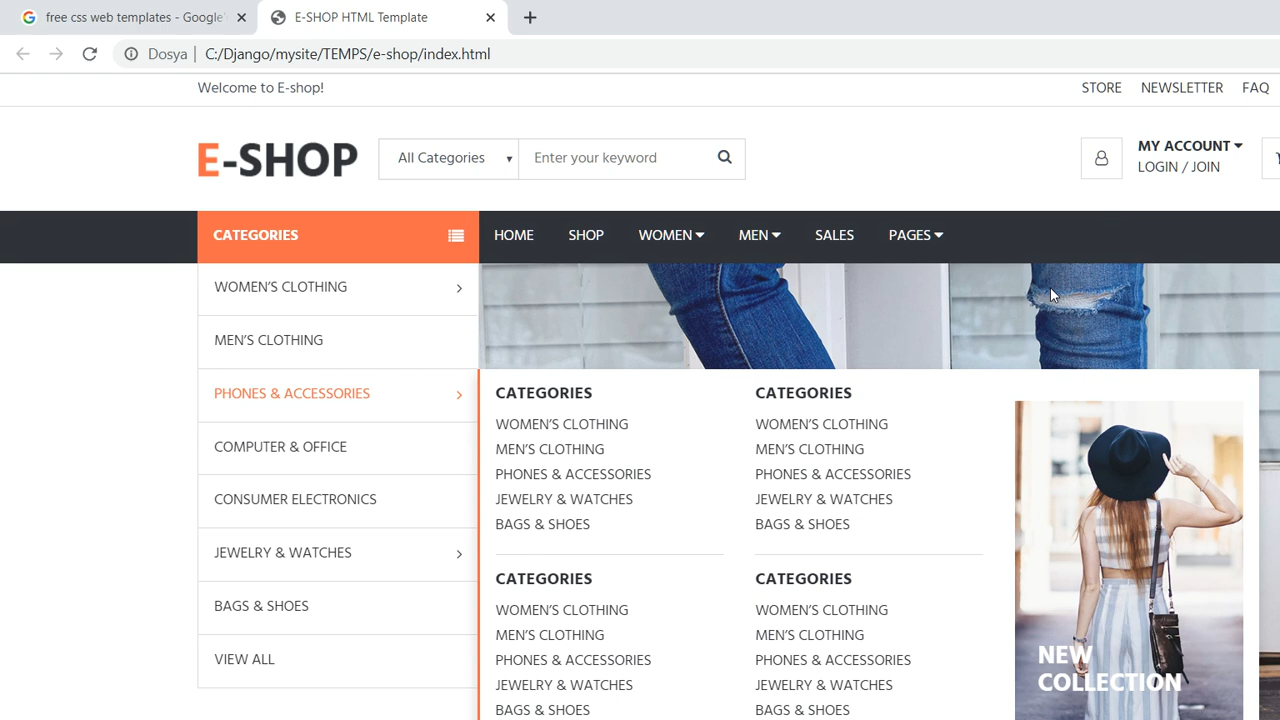 free css web templates - Google'
E-SHOP HTML Template
Dosya | C:/Django/mysite/TEMPS/e-shop/index.html
Welcome to E-shop!
STORE NEWSLETTER FAQ
E-SHOP
All Categories
Enter your keyword
MY ACCOUNT
LOGIN / JOIN
CATEGORIES
HOME SHOP WOMEN MEN SALES PAGES
WOMEN'S CLOTHING
MEN'S CLOTHING
PHONES & ACCESSORIES
COMPUTER & OFFICE
CONSUMER ELECTRONICS
JEWELRY & WATCHES
BAGS & SHOES
VIEW ALL
CATEGORIES
WOMEN'S CLOTHING
MEN'S CLOTHING
PHONES & ACCESSORIES
JEWELRY & WATCHES
BAGS & SHOES
CATEGORIES
WOMEN'S CLOTHING
MEN'S CLOTHING
PHONES & ACCESSORIES
JEWELRY & WATCHES
BAGS & SHOES
CATEGORIES
WOMEN'S CLOTHING
MEN'S CLOTHING
PHONES & ACCESSORIES
JEWELRY & WATCHES
BAGS & SHOES
CATEGORIES
WOMEN'S CLOTHING
MEN'S CLOTHING
PHONES & ACCESSORIES
JEWELRY & WATCHES
BAGS & SHOES
NEW
COLLECTION